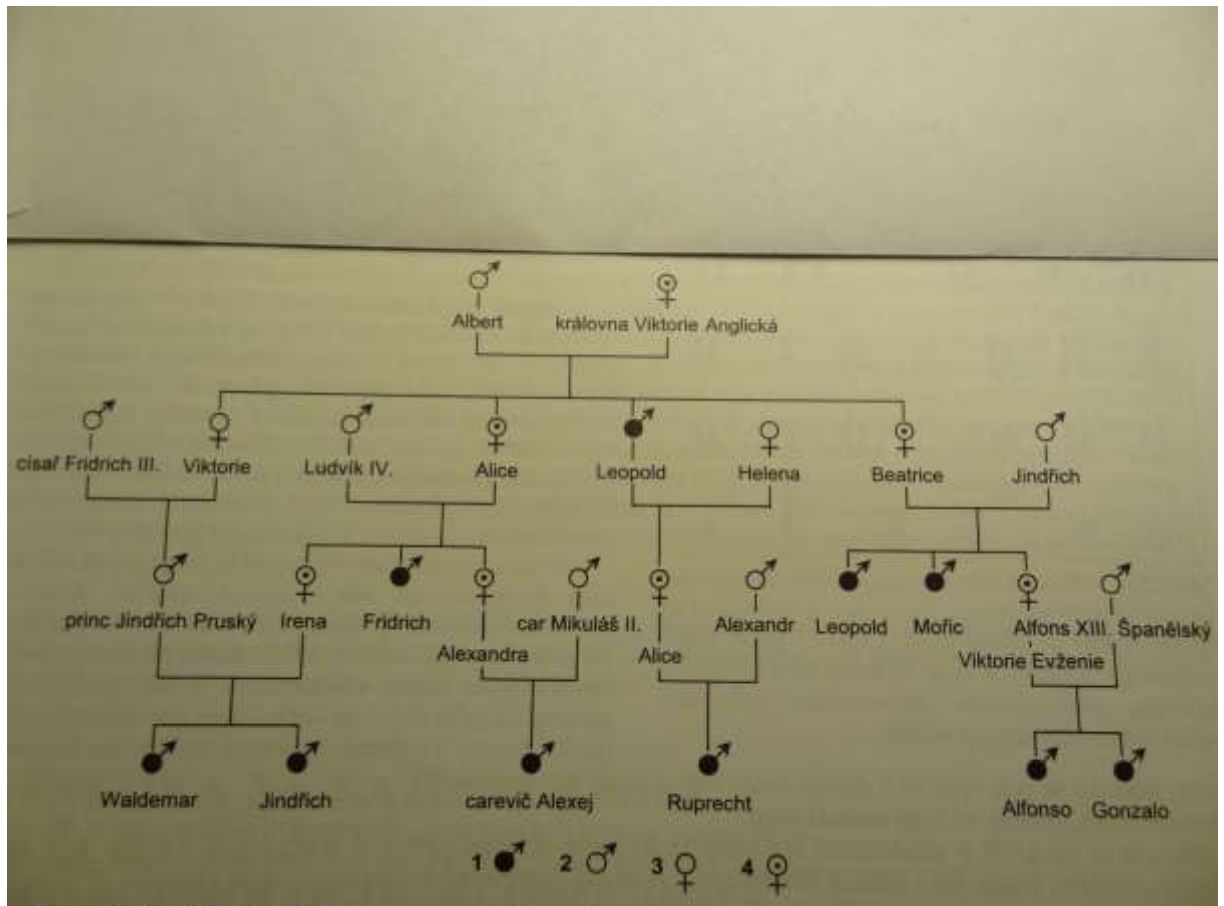 Albert královna Viktorie Anglická
císař Fridrich III. Viktorie Ludvík IV. Alice Leopold Helena Beatrice Jindřich
princ Jindřich Pruský Irena Fridrich Alexandra car Mikuláš II. Alice Alexandr Leopold Mořic Viktorie Evženie Alfons XIII. Španělský
Waldemar Jindřich carevič Alexej Ruprecht Alfonso Gonzalo
1 2 3 4